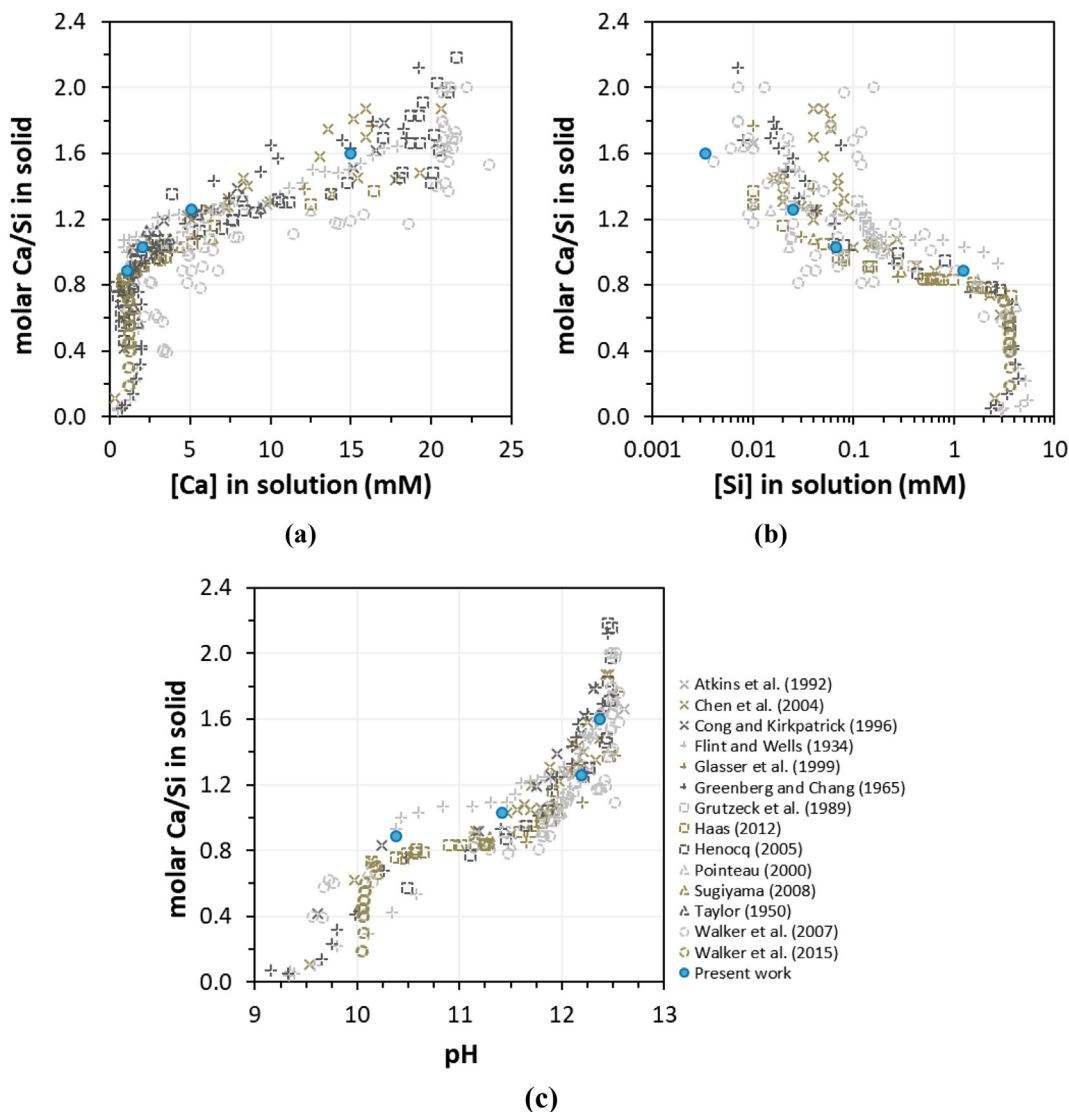 2.4
2.0
1.6
1.2
0.8
0.4
0.0
molar Ca/Si in solid
0 5 10 15 20 25
[Ca] in solution (mM)
(a)
2.4
2.0
1.6
1.2
0.8
0.4
0.0
molar Ca/Si in solid
0.001 0.01 0.1 1 10
[Si] in solution (mM)
(b)
2.4
2.0
1.6
1.2
0.8
0.4
0.0
molar Ca/Si in solid
9 10 11 12 13
pH
Atkins et al. (1992)
Chen et al. (2004)
Cong and Kirkpatrick (1996)
Flint and Wells (1934)
Glasser et al. (1999)
Greenberg and Chang (1965)
Grutzeck et al. (1989)
Haas (2012)
Henocq (2005)
Pointeau (2000)
Sugiyama (2008)
Taylor (1950)
Walker et al. (2007)
Walker et al. (2015)
Present work
(c)